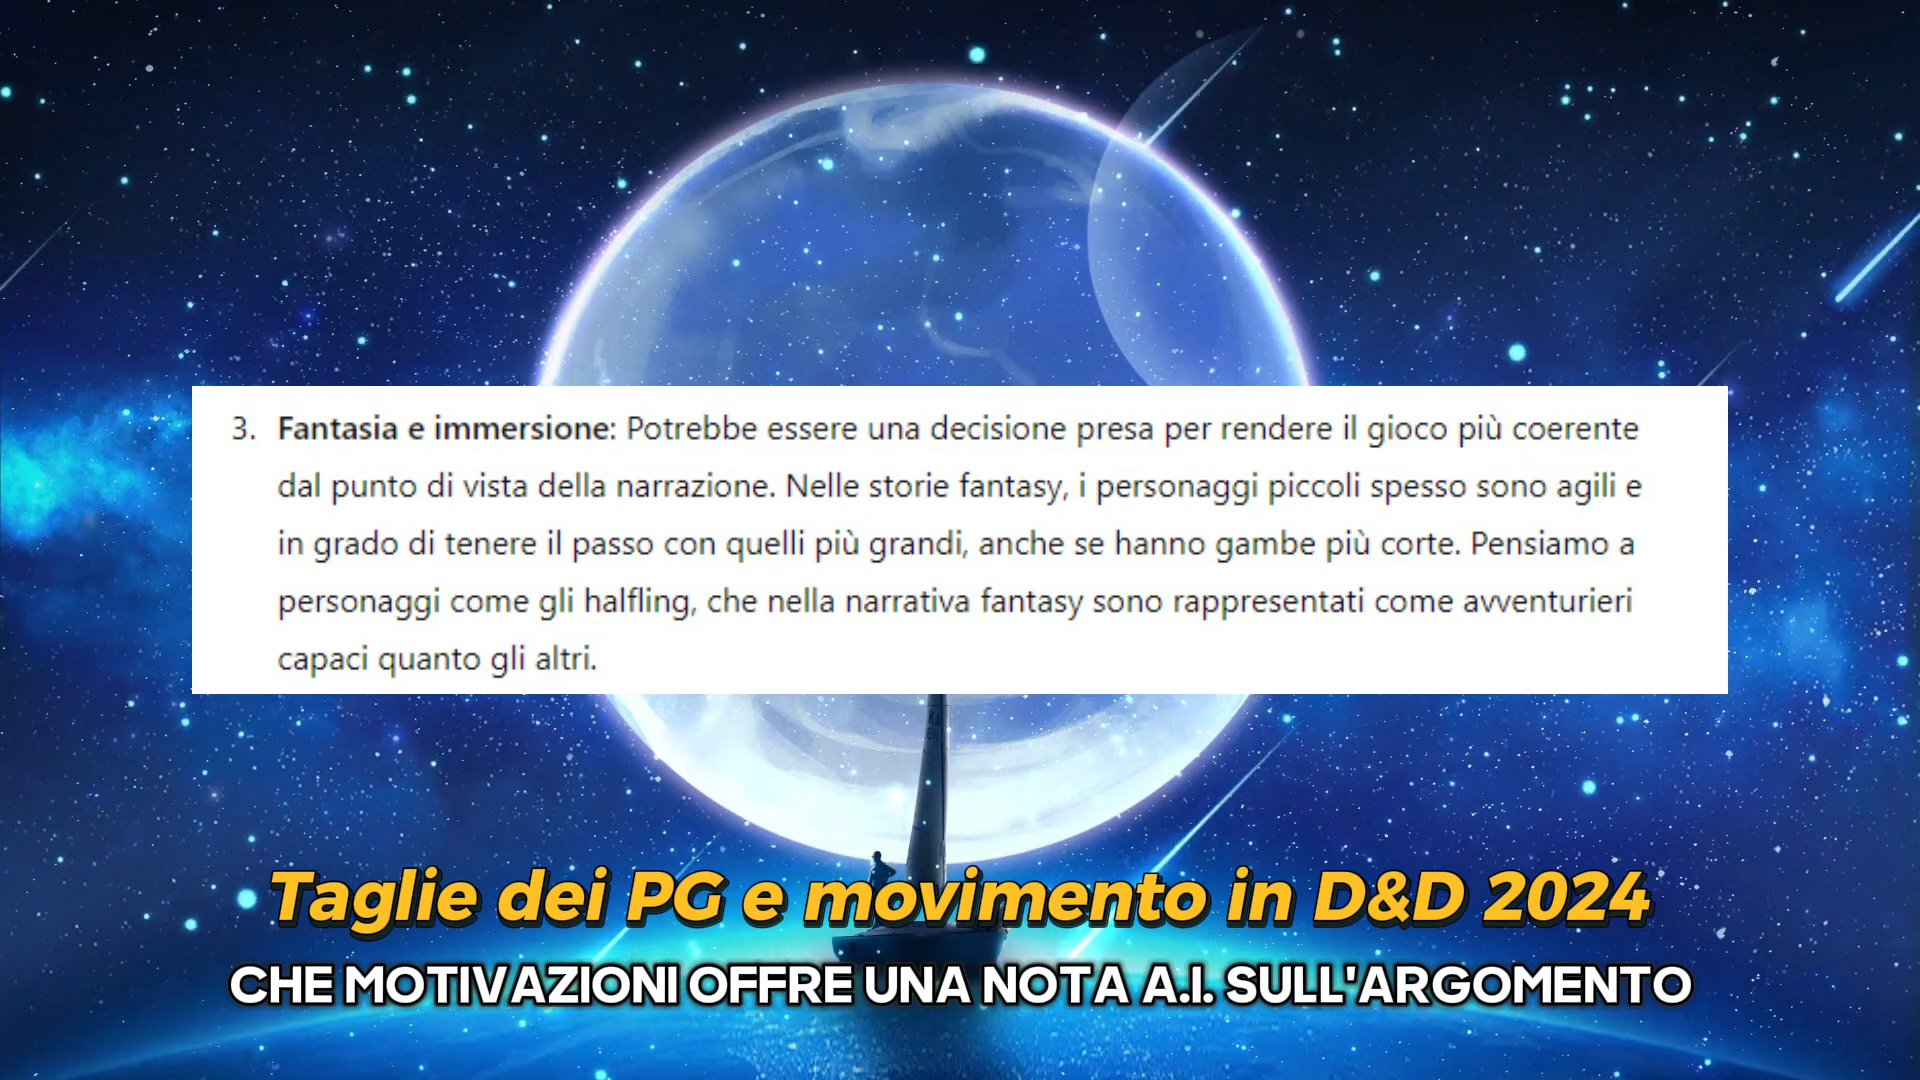 3. Fantasia e immersione: Potrebbe essere una decisione presa per rendere il gioco più coerente
dal punto di vista della narrazione. Nelle storie fantasy, i personaggi piccoli spesso sono agili e
in grado di tenere il passo con quelli più grandi, anche se hanno gambe più corte. Pensiamo a
personaggi come gli halfling, che nella narrativa fantasy sono rappresentati come avventurieri
capaci quanto gli altri.
Taglie dei PG e movimento in D&D 2024
CHE MOTIVAZIONI OFFRE UNA NOTA A.I. SULL'ARGOMENTO